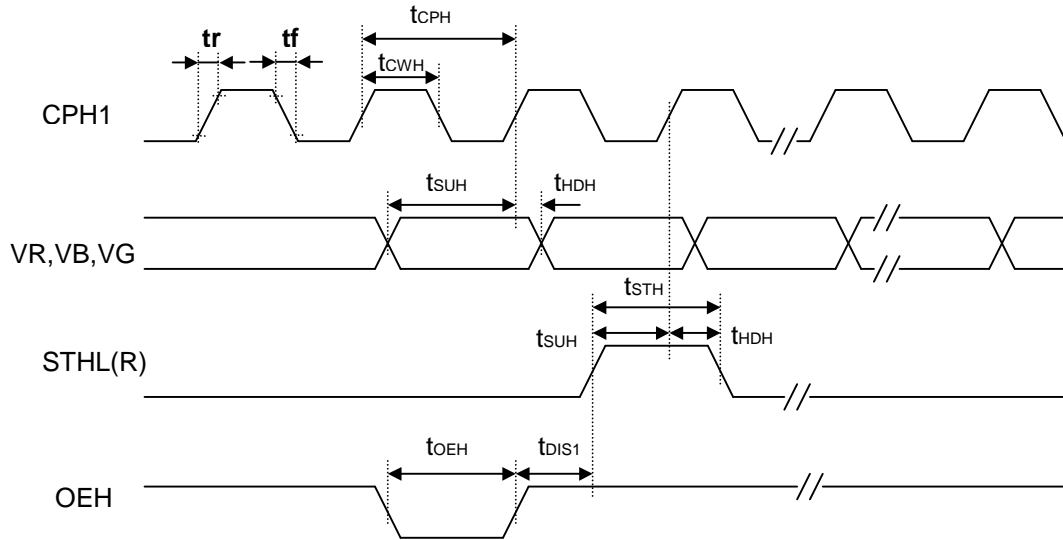 tCPH
tr tf
tCWH
CPH1
tSUH tHDH
VR,VB,VG
tSTH
tSUH tHDH
STHL(R)
tOEH tDIS1
OEH